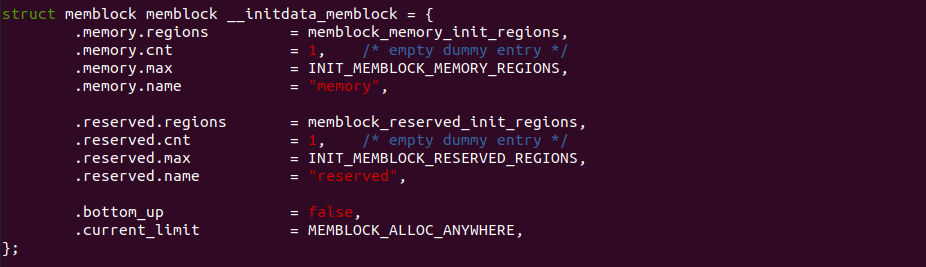 struct memblock memblock __initdata_memblock = {
        .memory.regions         = memblock_memory_init_regions,
        .memory.cnt             = 1,    /* empty dummy entry */
        .memory.max             = INIT_MEMBLOCK_MEMORY_REGIONS,
        .memory.name            = "memory",

        .reserved.regions       = memblock_reserved_init_regions,
        .reserved.cnt           = 1,    /* empty dummy entry */
        .reserved.max           = INIT_MEMBLOCK_RESERVED_REGIONS,
        .reserved.name          = "reserved",

        .bottom_up              = false,
        .current_limit          = MEMBLOCK_ALLOC_ANYWHERE,
};